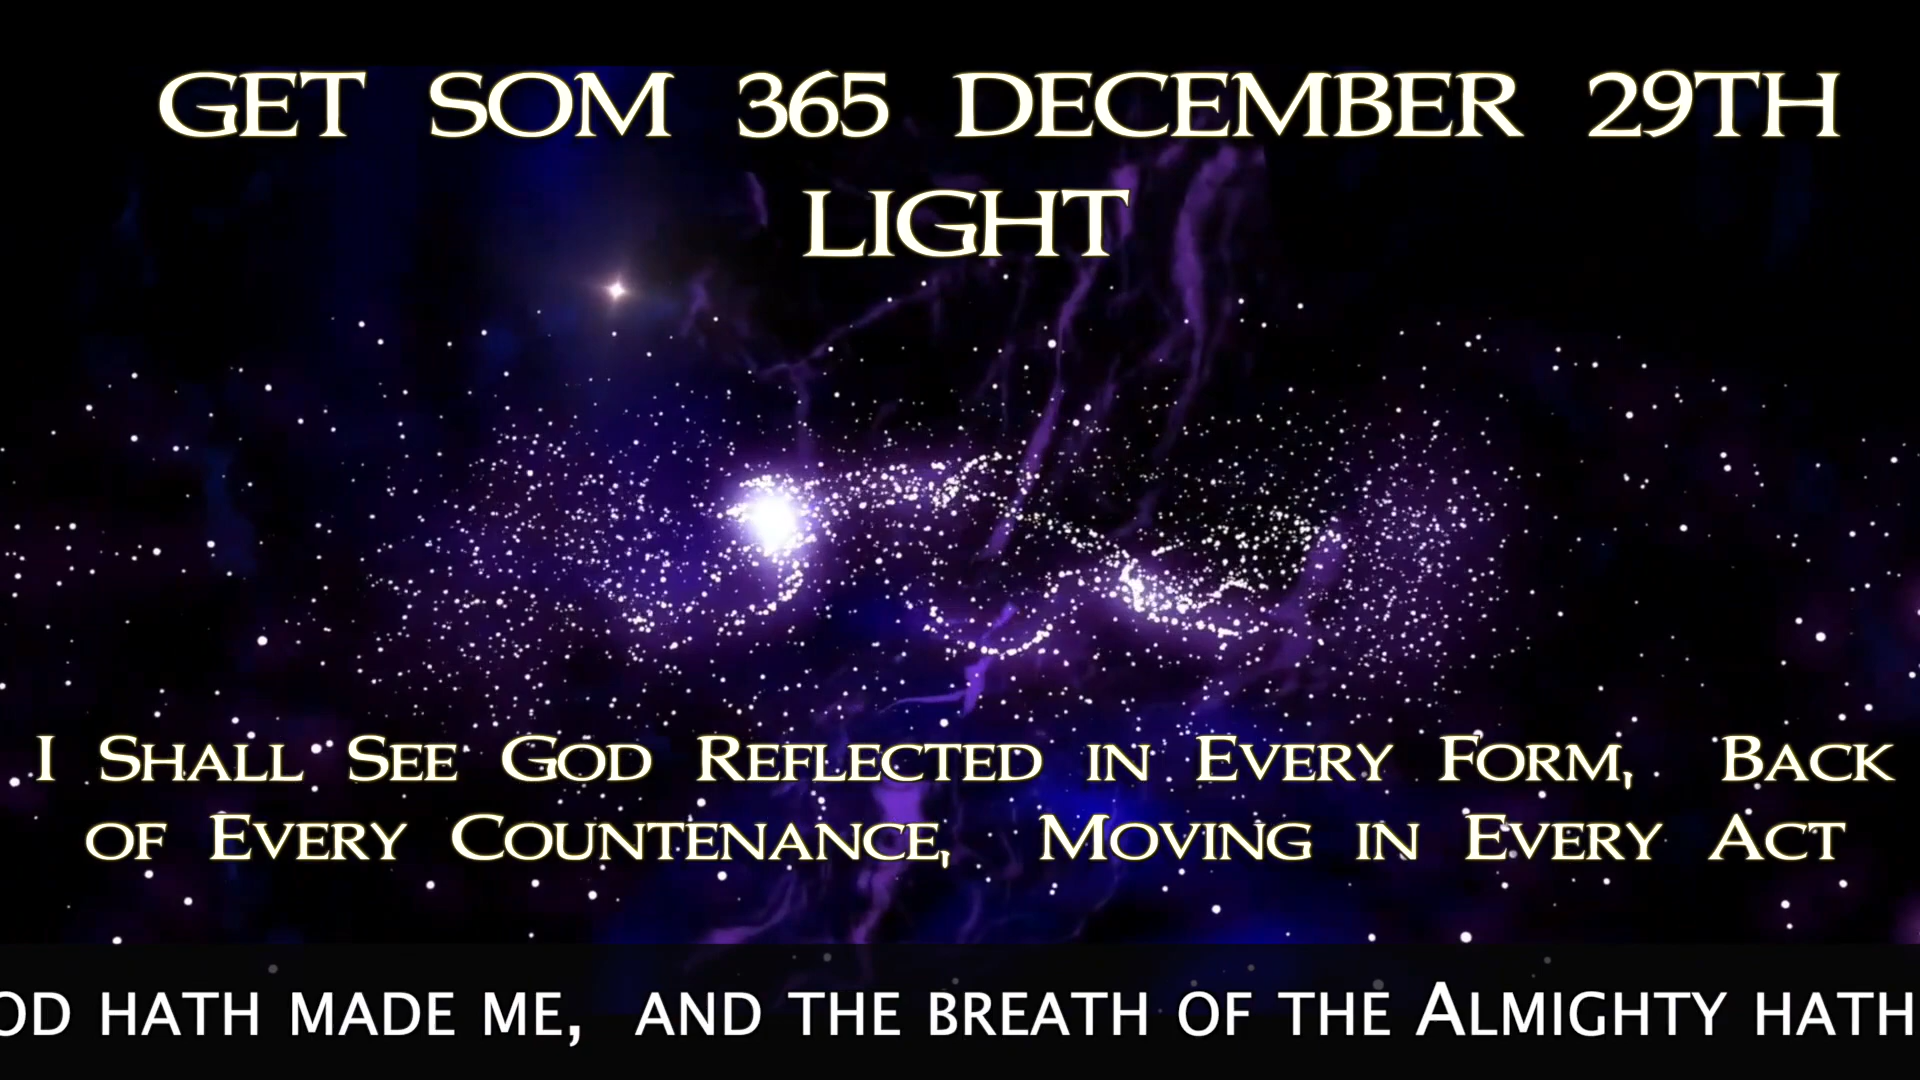 GET SOM 365 DECEMBER 29TH
LIGHT
I Shall See God Reflected in Every Form, Back
of Every Countenance, Moving in Every Act
OD HATH MADE ME, AND THE BREATH OF THE ALMIGHTY HATH